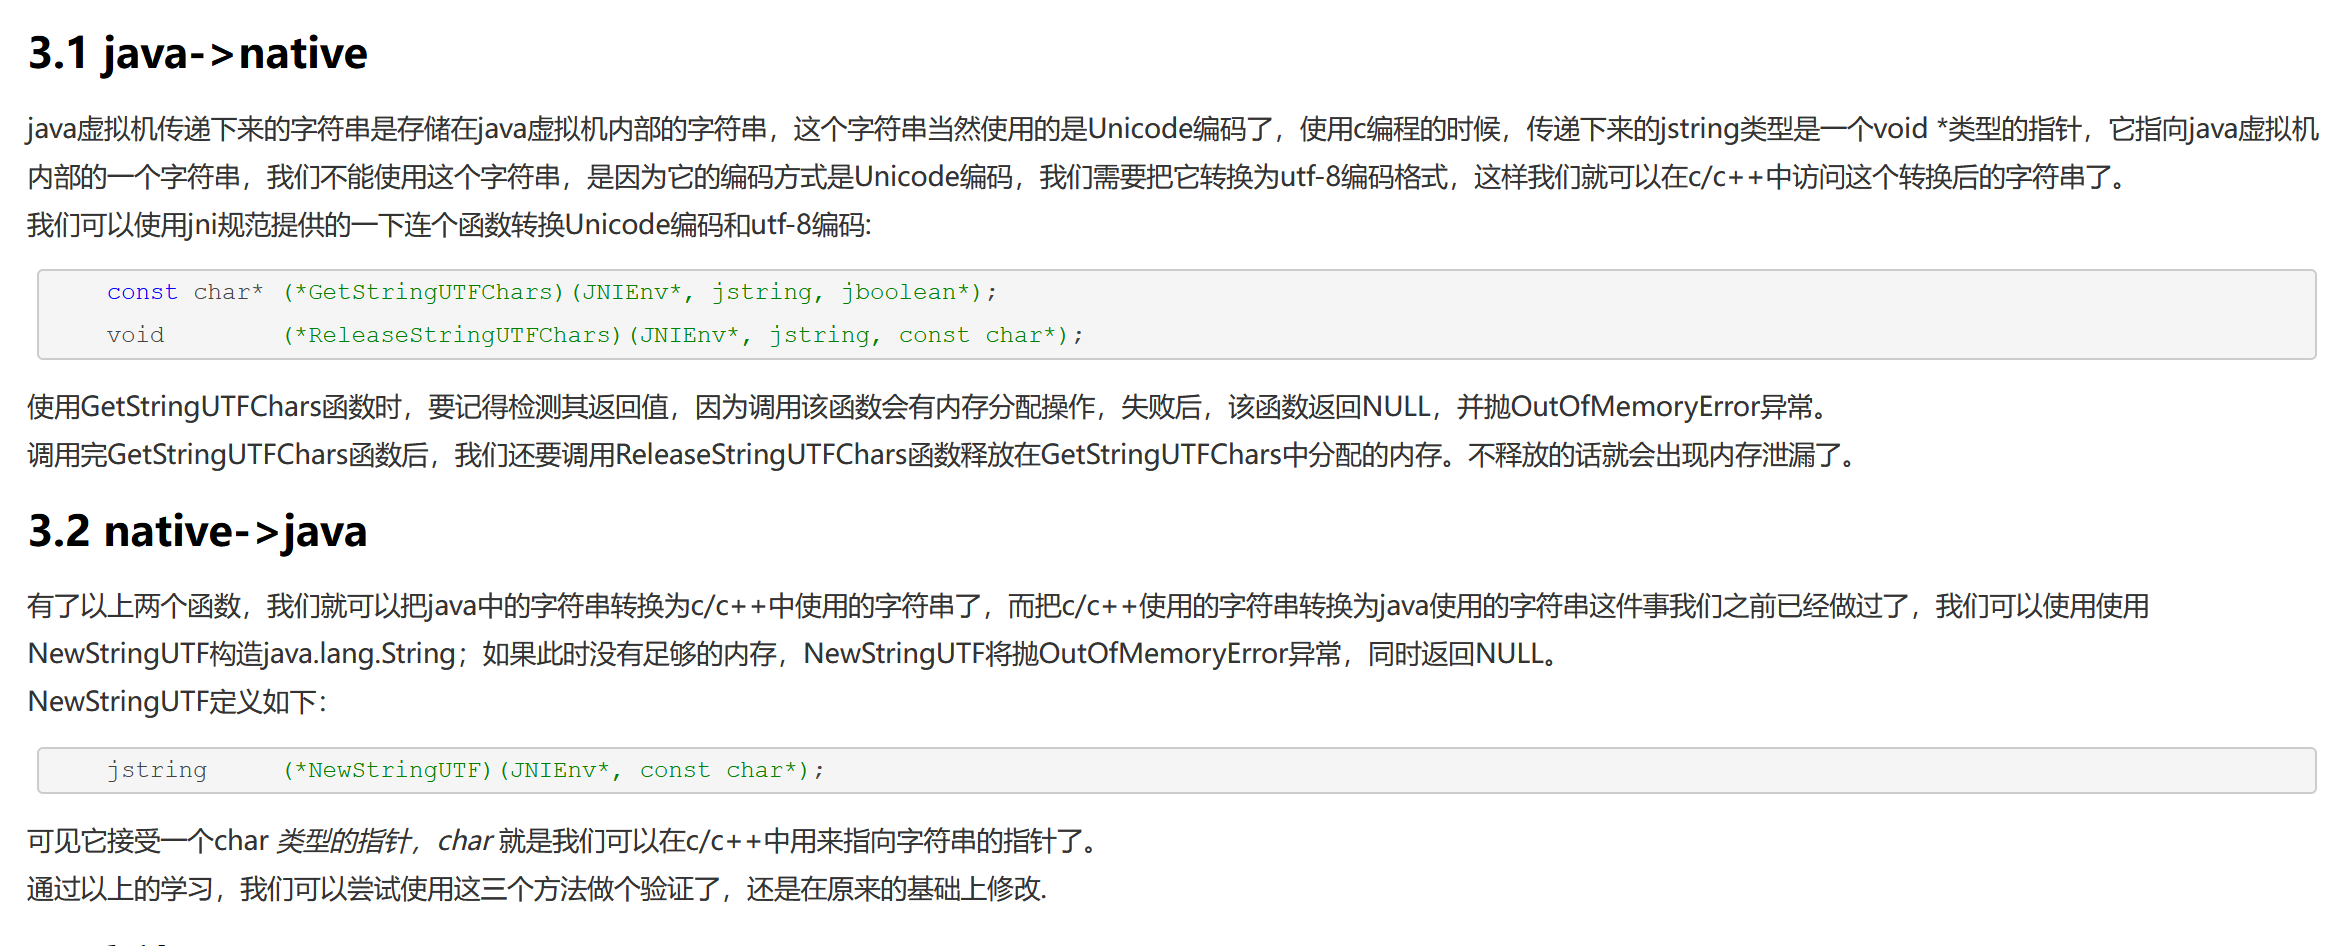 3.1 java->native
java虚拟机传递下来的字符串是存储在java虚拟机内部的字符串，这个字符串当然使用的是Unicode编码了，使用c编程的时候，传递下来的jstring类型是一个void *类型的指针，它指向java虚拟机
内部的一个字符串，我们不能使用这个字符串，是因为它的编码方式是Unicode编码，我们需要把它转换为utf-8编码格式，这样我们就可以在c/c++中访问这个转换后的字符串了。
我们可以使用jni规范提供的一下连个函数转换Unicode编码和utf-8编码:
const char* (*GetStringUTFChars)(JNIEnv*, jstring, jboolean*);
void (*ReleaseStringUTFChars)(JNIEnv*, jstring, const char*);
使用GetStringUTFChars函数时，要记得检测其返回值，因为调用该函数会有内存分配操作，失败后，该函数返回NULL，并抛OutOfMemoryError异常。
调用完GetStringUTFChars函数后，我们还要调用ReleaseStringUTFChars函数释放在GetStringUTFChars中分配的内存。不释放的话就会出现内存泄漏了。
3.2 native->java
有了以上两个函数，我们就可以把java中的字符串转换为c/c++中使用的字符串了，而把c/c++使用的字符串转换为java使用的字符串这件事我们之前已经做过了，我们可以使用使用
NewStringUTF构造java.lang.String；如果此时没有足够的内存，NewStringUTF将抛OutOfMemoryError异常，同时返回NULL。
NewStringUTF定义如下：
jstring (*NewStringUTF)(JNIEnv*, const char*);
可见它接受一个char 类型的指针，char 就是我们可以在c/c++中用来指向字符串的指针了。
通过以上的学习，我们可以尝试使用这三个方法做个验证了，还是在原来的基础上修改.